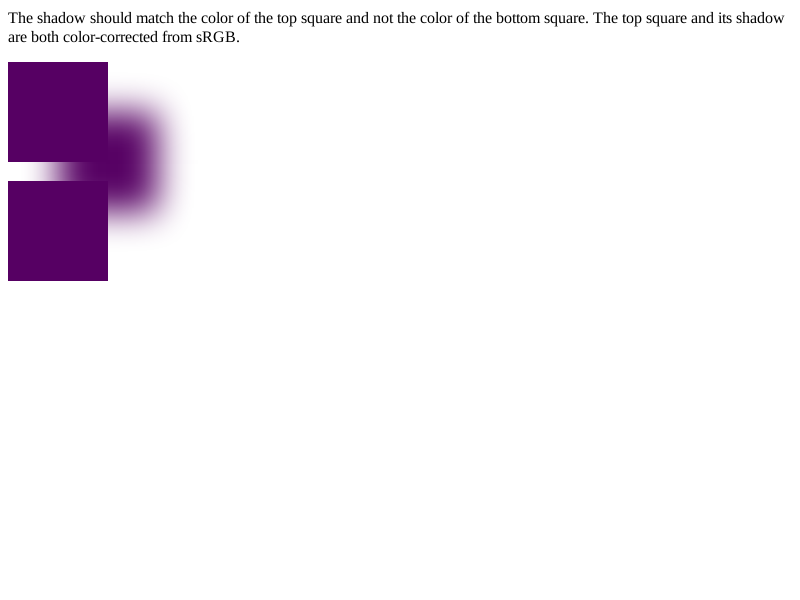 The shadow should match the color of the top square and not the color of the bottom square. The top square and its shadow
are both color-corrected from sRGB.